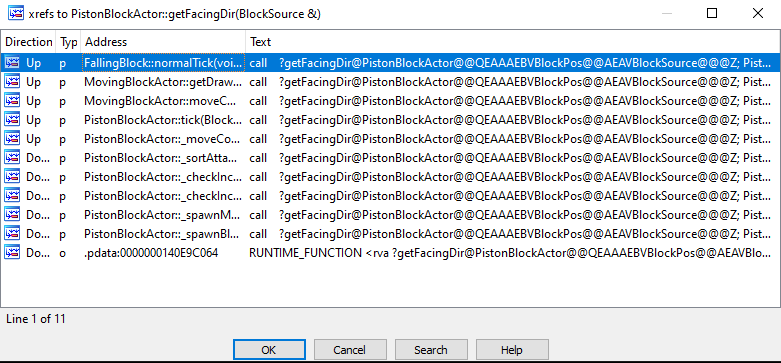 xrefs to PistonBlockActor::getFacingDir(BlockSource &)
Direction Typ Address Text
Up p FallingBlock::normalTick(voi... call ?getFacingDir@PistonBlockActor@@QEAAAEBVBlockPos@@AEAVBlockSource@@@Z; Pist...
Up p MovingBlockActor::getDraw... call ?getFacingDir@PistonBlockActor@@QEAAAEBVBlockPos@@AEAVBlockSource@@@Z; Pist...
Up p MovingBlockActor::moveC... call ?getFacingDir@PistonBlockActor@@QEAAAEBVBlockPos@@AEAVBlockSource@@@Z; Pist...
Up p PistonBlockActor::tick(Block... call ?getFacingDir@PistonBlockActor@@QEAAAEBVBlockPos@@AEAVBlockSource@@@Z; Pist...
Up p PistonBlockActor::_moveCo... call ?getFacingDir@PistonBlockActor@@QEAAAEBVBlockPos@@AEAVBlockSource@@@Z; Pist...
Do... p PistonBlockActor::_sortAtta... call ?getFacingDir@PistonBlockActor@@QEAAAEBVBlockPos@@AEAVBlockSource@@@Z; Pist...
Do... p PistonBlockActor::_checkInc... call ?getFacingDir@PistonBlockActor@@QEAAAEBVBlockPos@@AEAVBlockSource@@@Z; Pist...
Do... p PistonBlockActor::_checkInc... call ?getFacingDir@PistonBlockActor@@QEAAAEBVBlockPos@@AEAVBlockSource@@@Z; Pist...
Do... p PistonBlockActor::_spawnM... call ?getFacingDir@PistonBlockActor@@QEAAAEBVBlockPos@@AEAVBlockSource@@@Z; Pist...
Do... p PistonBlockActor::_spawnBl... call ?getFacingDir@PistonBlockActor@@QEAAAEBVBlockPos@@AEAVBlockSource@@@Z; Pist...
Do... o .pdata:0000000140E9C064 RUNTIME_FUNCTION <rva ?getFacingDir@PistonBlockActor@@QEAAAEBVBlockPos@@AEAVBlo...
Line 1 of 11
OK Cancel Search Help